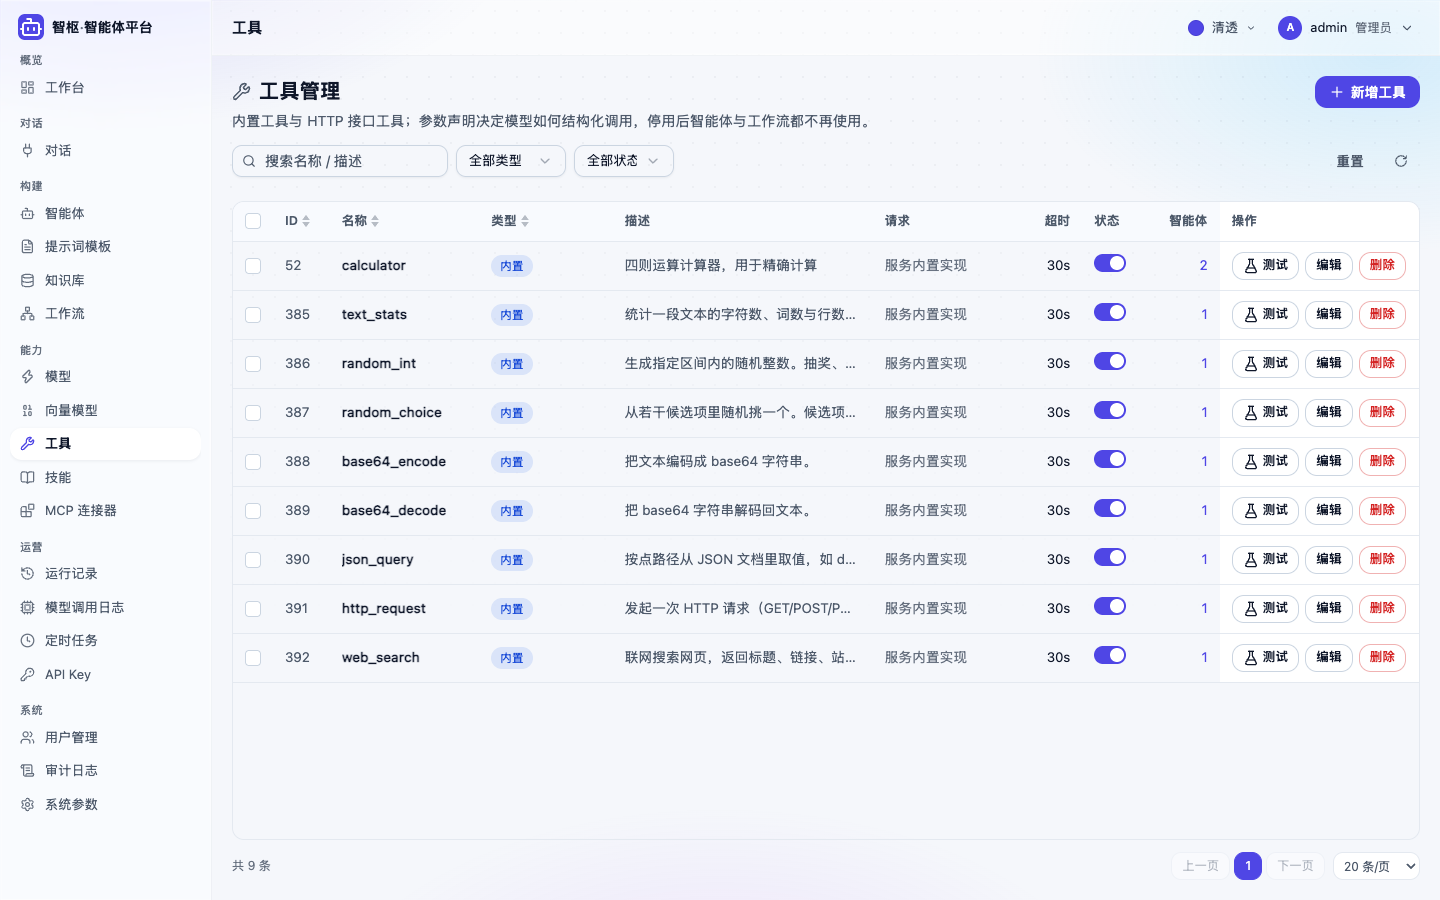 智枢·智能体平台
概览
工作台
对话
对话
构建
智能体
提示词模板
知识库
工作流
能力
模型
向量模型
工具
技能
MCP 连接器
运营
运行记录
模型调用日志
定时任务
API Key
系统
用户管理
审计日志
系统参数
工具
清透
A admin 管理员
工具管理
新增工具
内置工具与 HTTP 接口工具；参数声明决定模型如何结构化调用，停用后智能体与工作流都不再使用。
搜索名称 / 描述 全部类型 全部状态 重置
ID 名称 类型 描述 请求 超时 状态 智能体 操作
52 calculator 内置 四则运算计算器，用于精确计算 服务内置实现 30s 2 测试 编辑 删除
385 text_stats 内置 统计一段文本的字符数、词数与行数... 服务内置实现 30s 1 测试 编辑 删除
386 random_int 内置 生成指定区间内的随机整数。抽奖、... 服务内置实现 30s 1 测试 编辑 删除
387 random_choice 内置 从若干候选项里随机挑一个。候选项... 服务内置实现 30s 1 测试 编辑 删除
388 base64_encode 内置 把文本编码成 base64 字符串。 服务内置实现 30s 1 测试 编辑 删除
389 base64_decode 内置 把 base64 字符串解码回文本。 服务内置实现 30s 1 测试 编辑 删除
390 json_query 内置 按点路径从 JSON 文档里取值，如 d... 服务内置实现 30s 1 测试 编辑 删除
391 http_request 内置 发起一次 HTTP 请求（GET/POST/P... 服务内置实现 30s 1 测试 编辑 删除
392 web_search 内置 联网搜索网页，返回标题、链接、站... 服务内置实现 30s 1 测试 编辑 删除
共 9 条 上一页 1 下一页 20 条/页